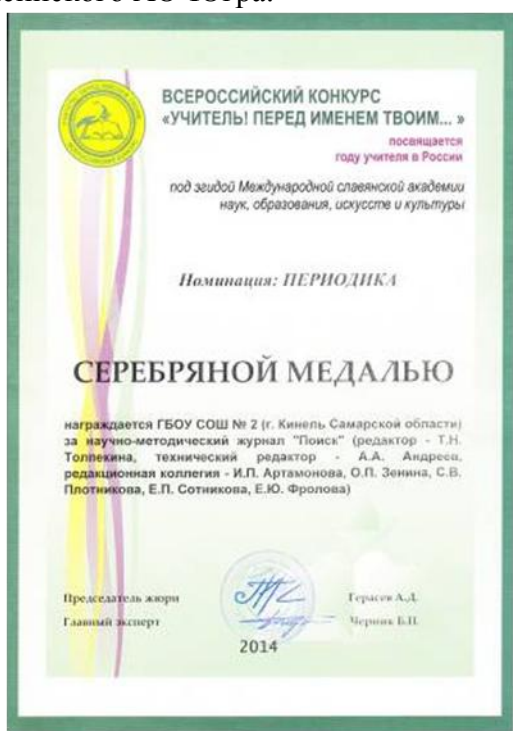 ВСЕРОССИЙСКИЙ КОНКУРС
«УЧИТЕЛЬ! ПЕРЕД ИМЕНЕМ ТВОИМ... »
посвящается
году учителя в России
под эгидой Международной славянской академии
наук, образования, искусств и культуры
Номинация: ПЕРИОДИКА
СЕРЕБРЯНОЙ МЕДАЛЬЮ
награждается ГБОУ СОШ № 2 (г. Кинель Самарской области)
за научно-методический журнал "Поиск" (редактор - Т.Н.
Толпекина, технический редактор - А.А. Андреев,
редакционная коллегия - И.П. Артамонова, О.П. Зенина, С.В.
Плотникова, Е.П. Сотникова, Е.Ю. Фролова)
Председатель жюри Герасев А.Д.
Главный эксперт Черник Б.П.
2014